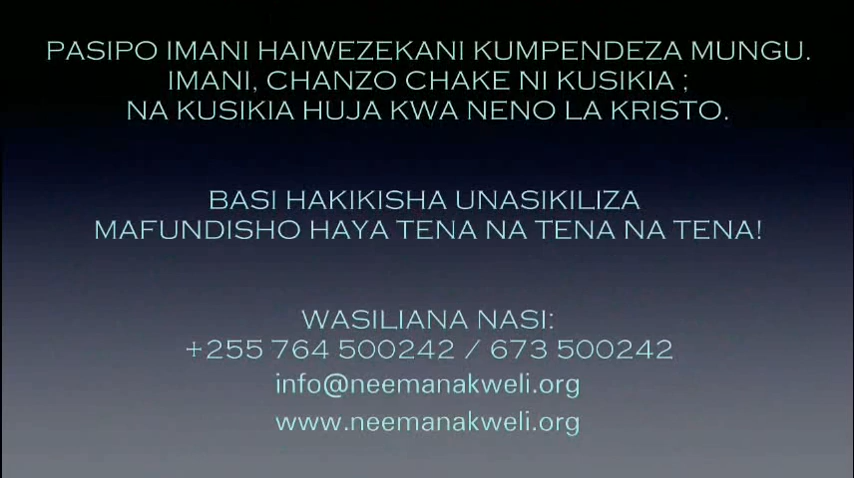 PASIPO IMANI HAIWEZEKANI KUMPENDEZA MUNGU.
IMANI, CHANZO CHAKE NI KUSIKIA ;
NA KUSIKIA HUJA KWA NENO LA KRISTO.
BASI HAKIKISHA UNASIKILIZA
MAFUNDISHO HAYA TENA NA TENA NA TENA!
WASILIANA NASI:
+255 764 500242 / 673 500242
info@neemanakweli.org
www.neemanakweli.org